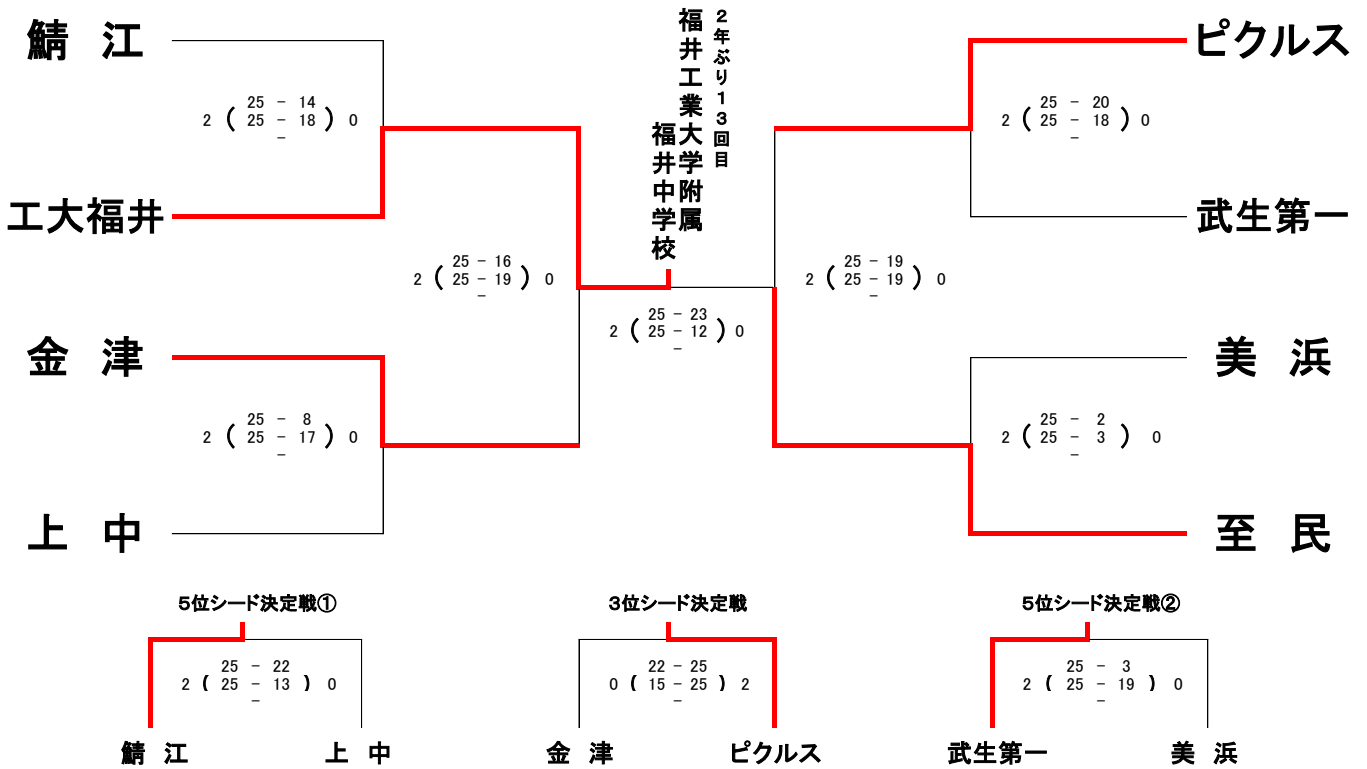 鯖 江
25 - 14
2 ( 25 - 18 ) 0
-
工大福井
25 - 16
2 ( 25 - 19 ) 0
-
金 津
25 - 8
2 ( 25 - 17 ) 0
-
上 中
2年ぶり13回目
福井工業大学附属
福井中学校
25 - 23
2 ( 25 - 12 ) 0
-
ピクルス
25 - 20
2 ( 25 - 18 ) 0
-
武生第一
25 - 19
2 ( 25 - 19 ) 0
-
美 浜
25 - 2
2 ( 25 - 3 ) 0
-
至 民
5位シード決定戦①
25 - 22
2 ( 25 - 13 ) 0
-
鯖 江 上 中
3位シード決定戦
22 - 25
0 ( 15 - 25 ) 2
-
金 津 ピクルス
5位シード決定戦②
25 - 3
2 ( 25 - 19 ) 0
-
武生第一 美 浜